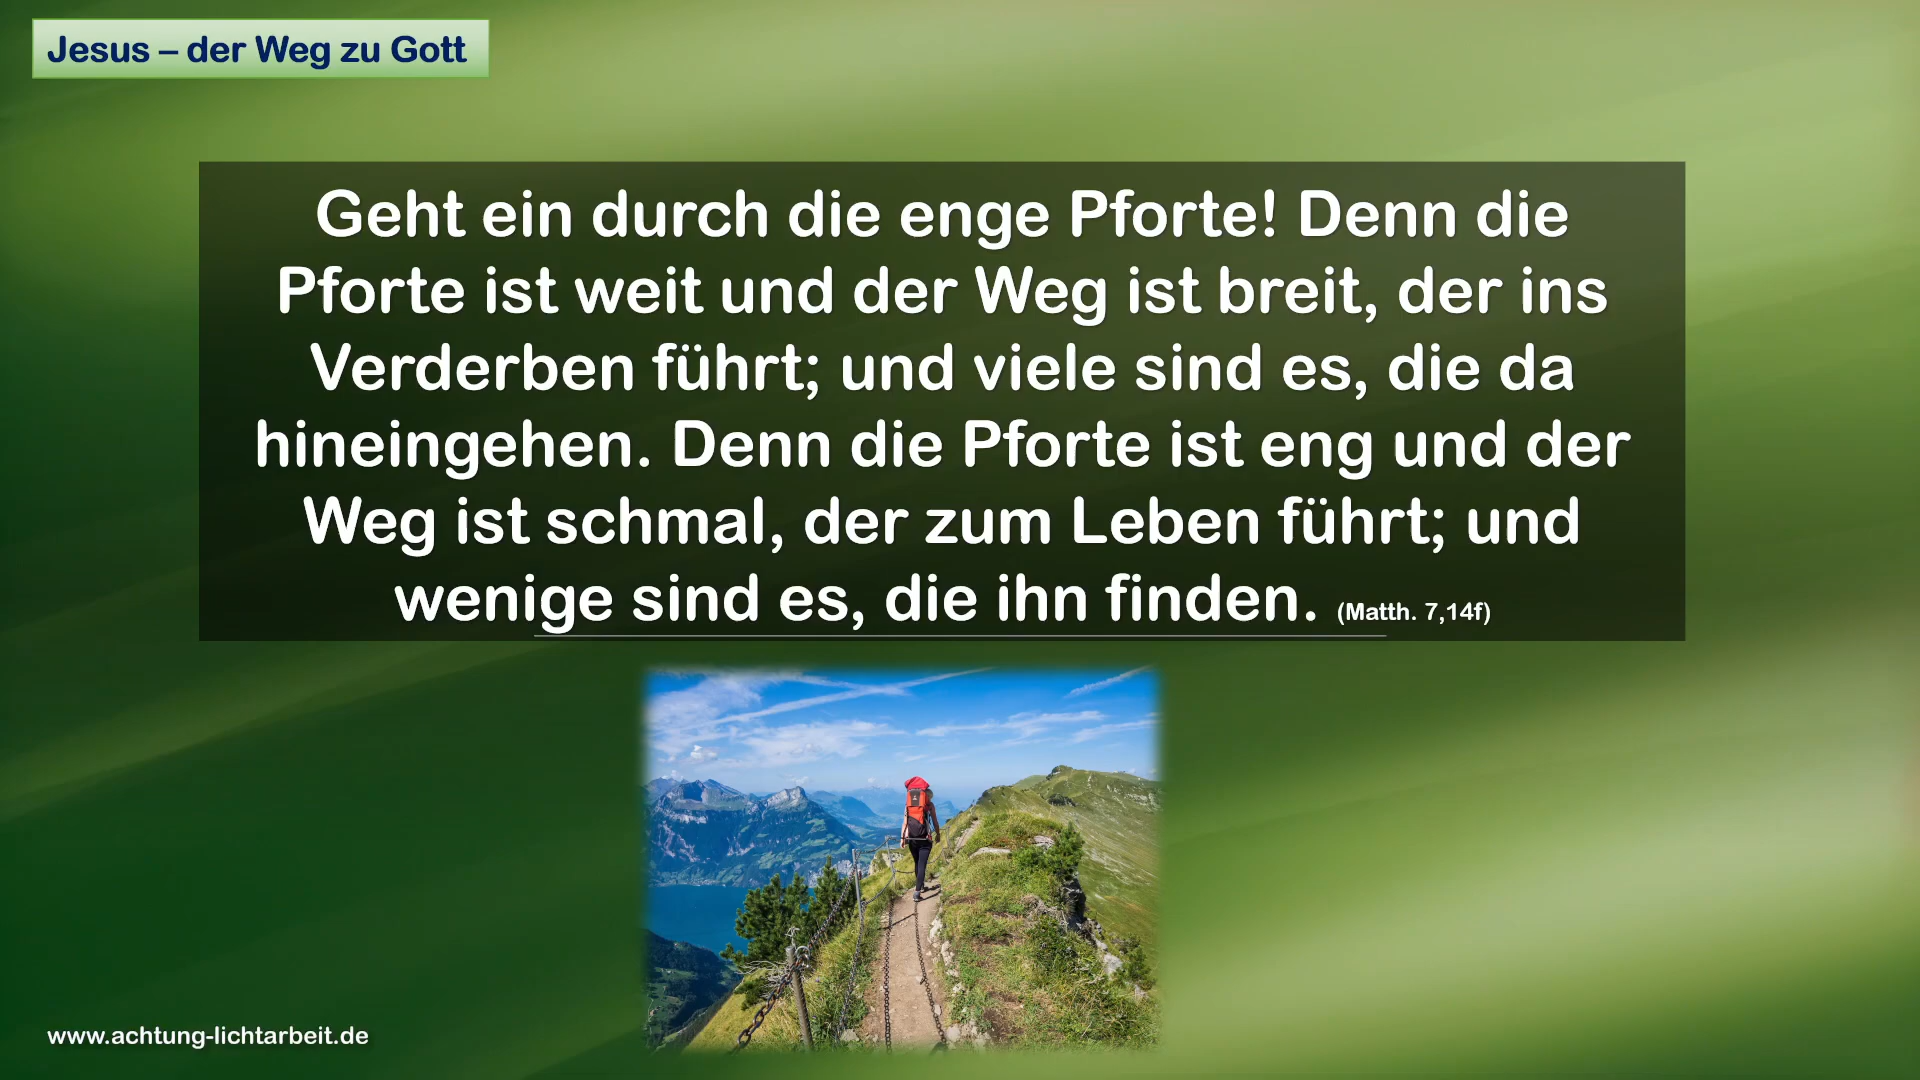 Jesus – der Weg zu Gott
Geht ein durch die enge Pforte! Denn die
Pforte ist weit und der Weg ist breit, der ins
Verderben führt; und viele sind es, die da
hineingehen. Denn die Pforte ist eng und der
Weg ist schmal, der zum Leben führt; und
wenige sind es, die ihn finden. (Matth. 7,14f)
www.achtung-lichtarbeit.de